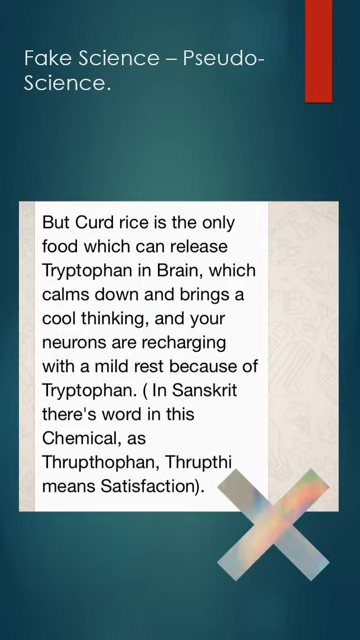 Fake Science – Pseudo-
Science.
But Curd rice is the only
food which can release
Tryptophan in Brain, which
calms down and brings a
cool thinking, and your
neurons are recharging
with a mild rest because of
Tryptophan. ( In Sanskrit
there's word in this
Chemical, as
Thrupthophan, Thrupthi
means Satisfaction).